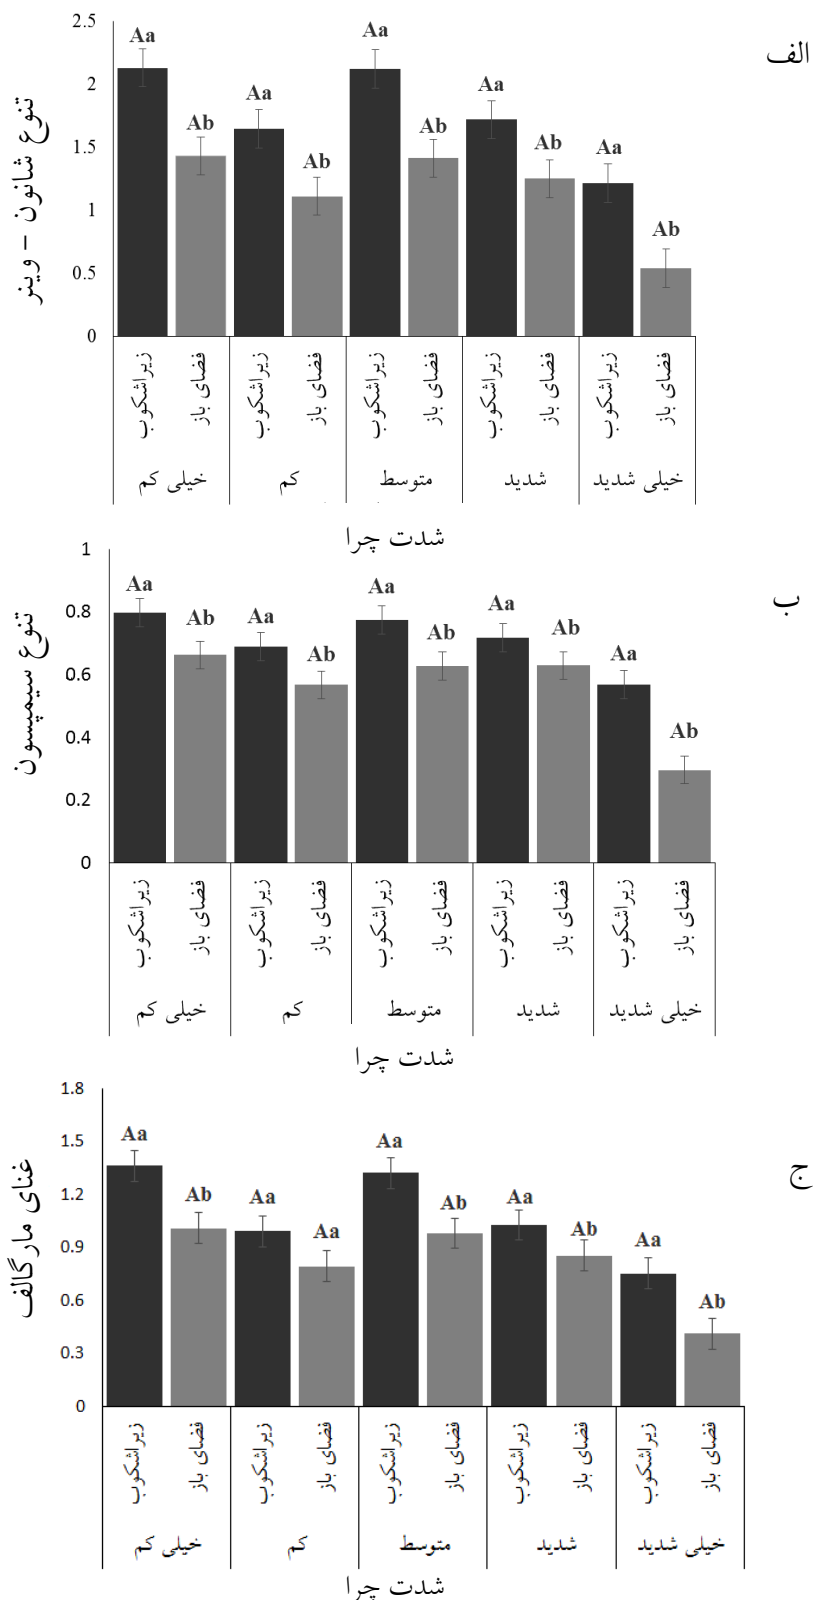 الف
تنوع شانون – وینر
2.5
2
1.5
1
0.5
0
Aa
Ab
Aa
Ab
Aa
Ab
Aa
Ab
Aa
Ab
زیراشکوب
فضای باز
زیراشکوب
فضای باز
زیراشکوب
فضای باز
زیراشکوب
فضای باز
زیراشکوب
فضای باز
خیلی کم
کم
متوسط
شدید
خیلی شدید
شدت چرا
ب
تنوع سیمپسون
1
0.8
0.6
0.4
0.2
0
Aa
Ab
Aa
Ab
Aa
Ab
Aa
Ab
Aa
Ab
زیراشکوب
فضای باز
زیراشکوب
فضای باز
زیراشکوب
فضای باز
زیراشکوب
فضای باز
زیراشکوب
فضای باز
خیلی کم
کم
متوسط
شدید
خیلی شدید
شدت چرا
ج
غنای مارگالف
1.8
1.5
1.2
0.9
0.6
0.3
0
Aa
Ab
Aa
Aa
Aa
Ab
Aa
Ab
Aa
Ab
زیراشکوب
فضای باز
زیراشکوب
فضای باز
زیراشکوب
فضای باز
زیراشکوب
فضای باز
زیراشکوب
فضای باز
خیلی کم
کم
متوسط
شدید
خیلی شدید
شدت چرا